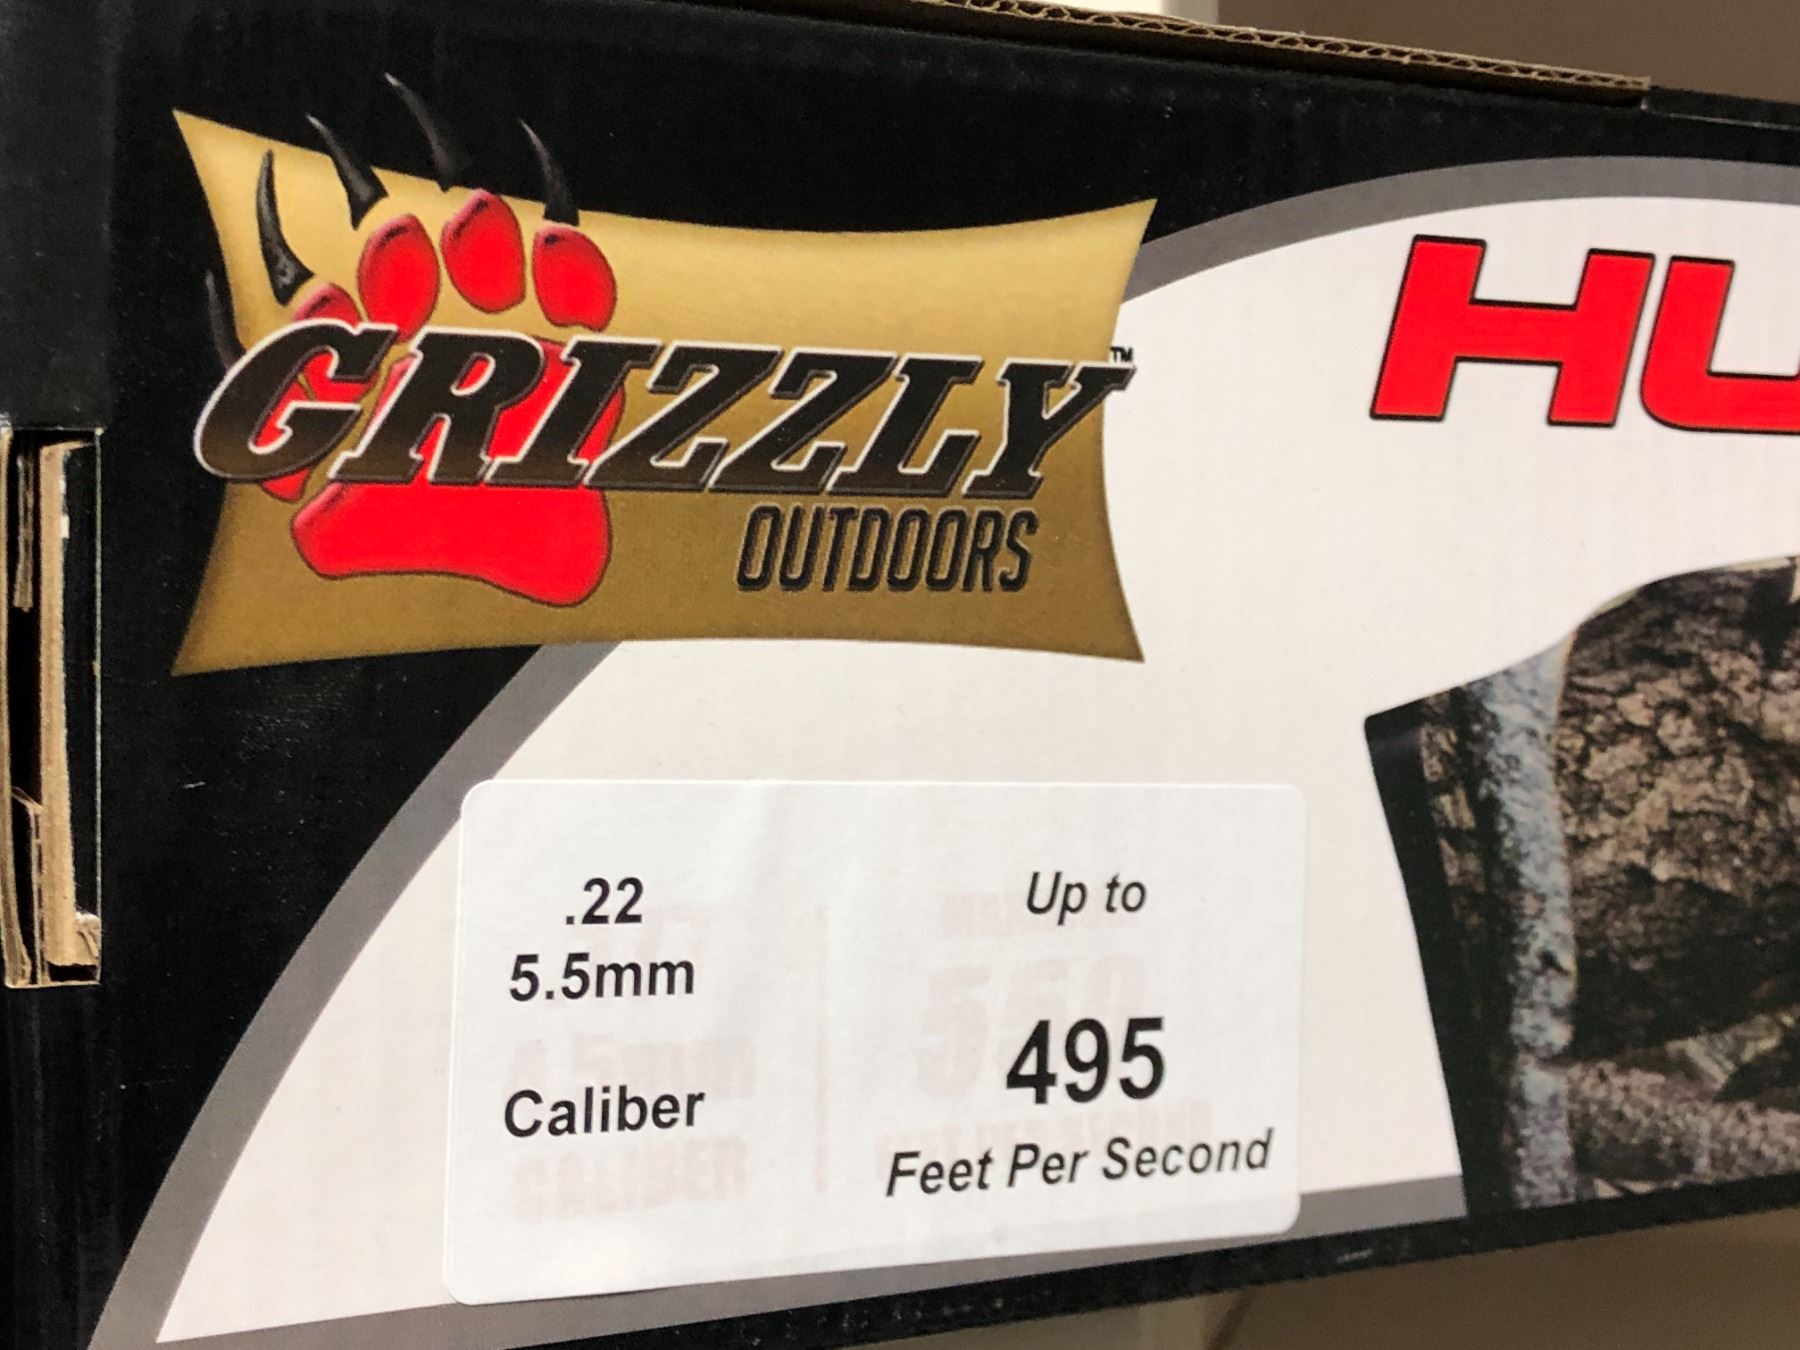 GRIZZLY™
OUTDOORS
HU
.22
5.5mm
Caliber
Up to
495
Feet Per Second